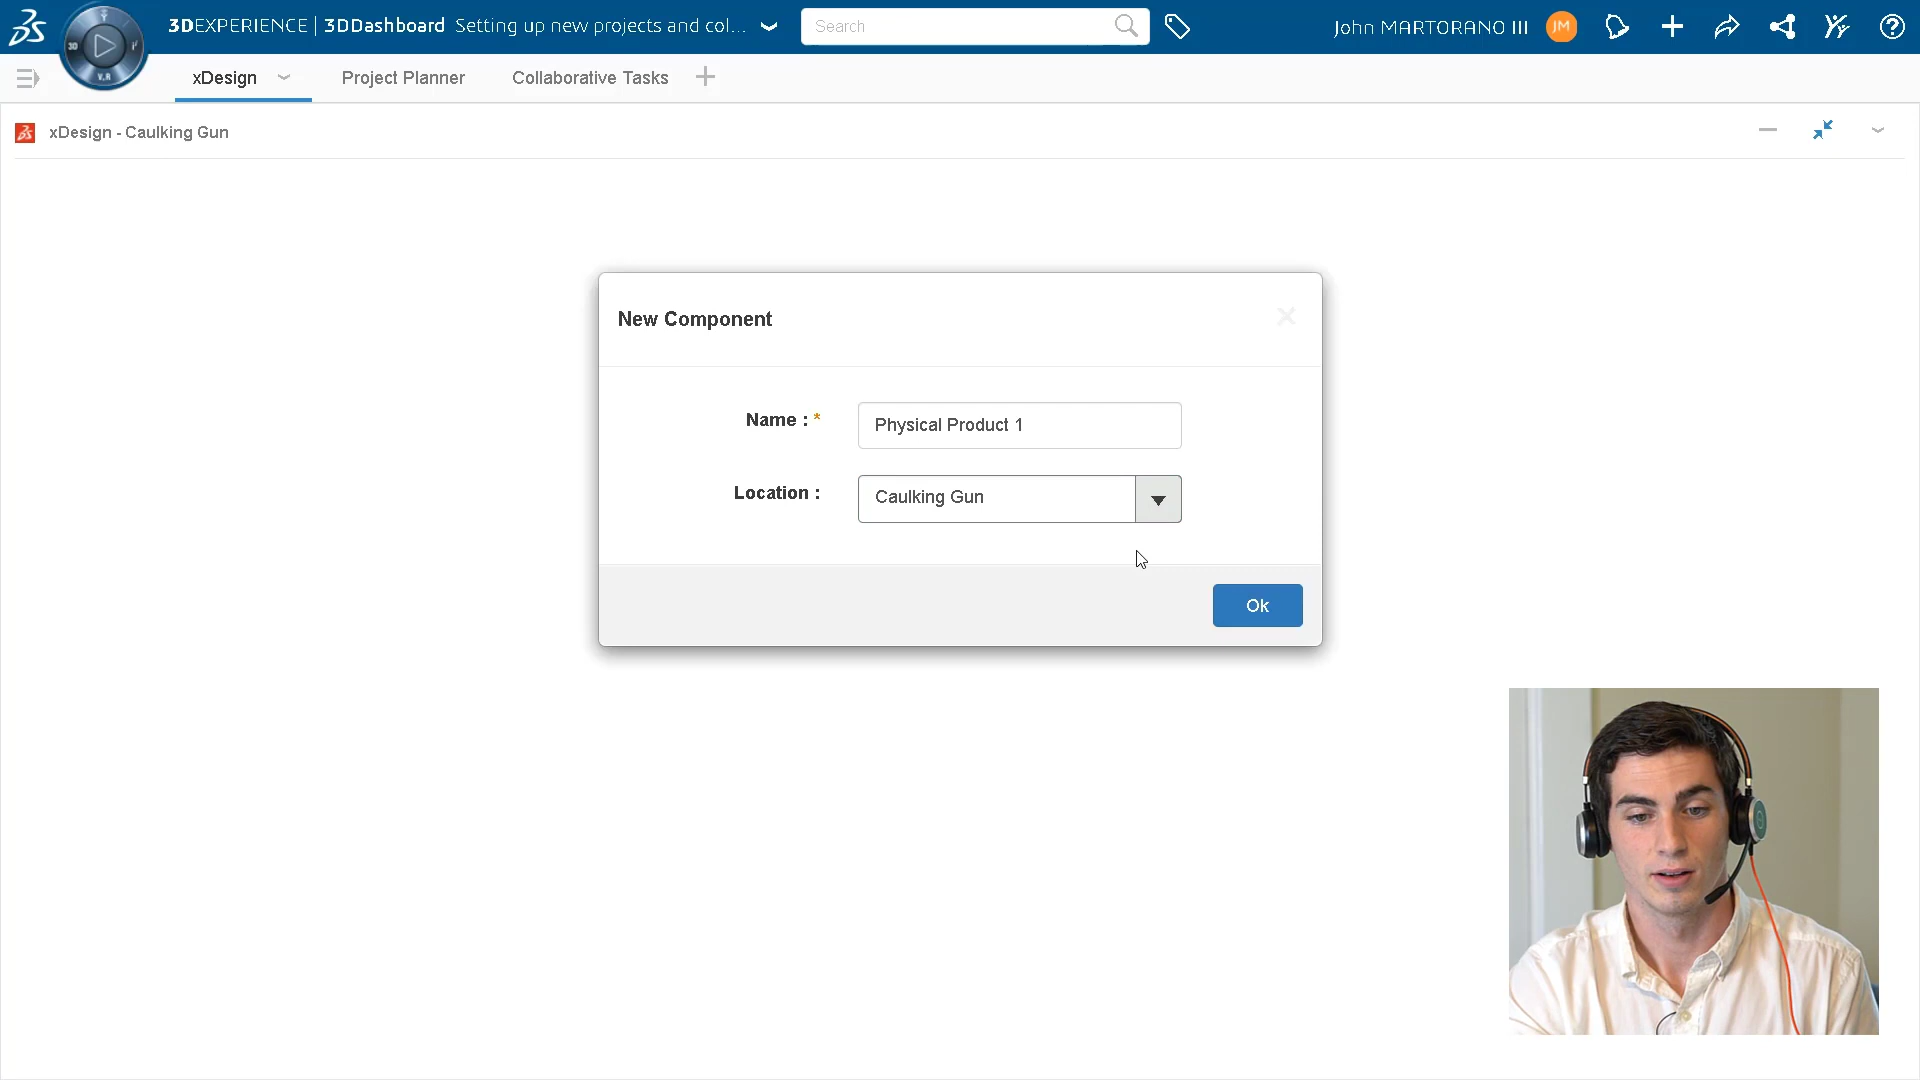 3DEXPERIENCE | 3DDashboard Setting up new projects and col...
Search
John MARTORANO III
JM
3D
V.R
xDesign
Project Planner
Collaborative Tasks
xDesign - Caulking Gun
New Component
Name : *
Physical Product 1
Location :
Caulking Gun
Ok